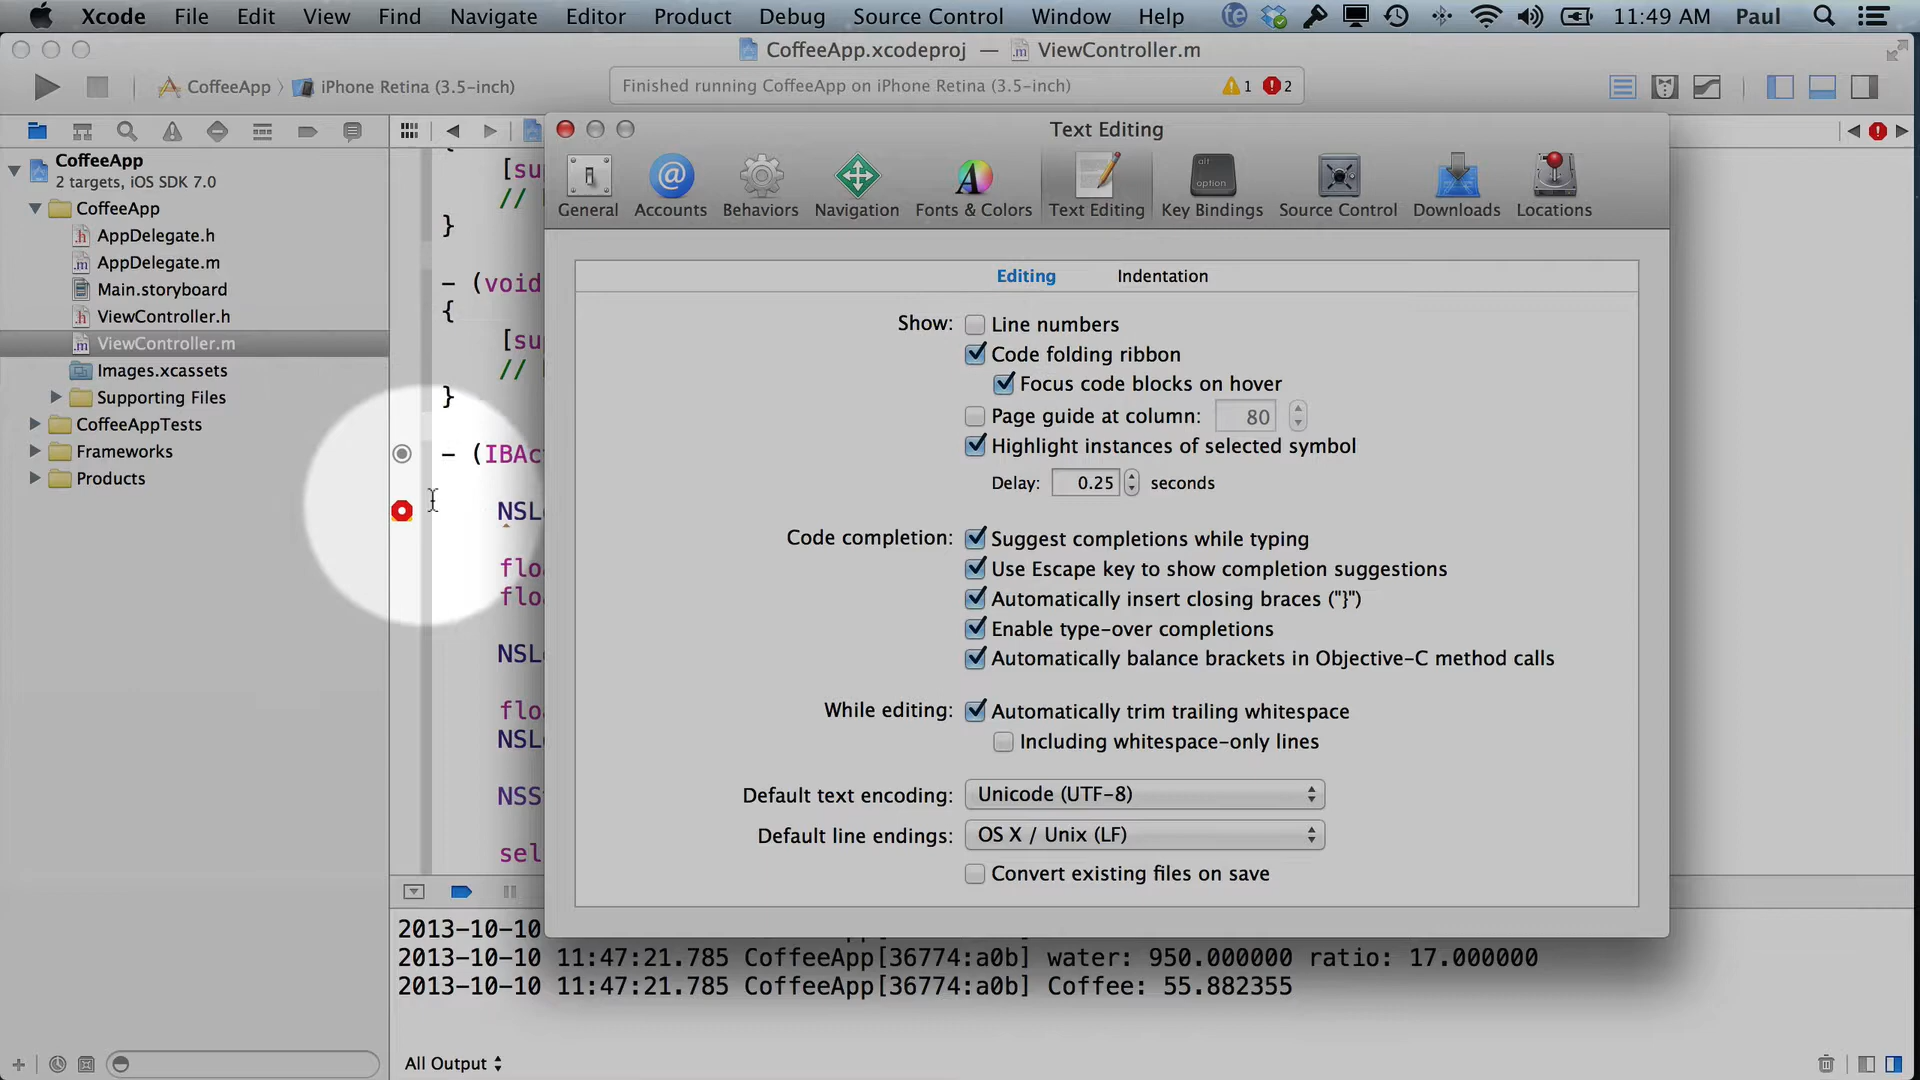 Xcode File Edit View Find Navigate Editor Product Debug Source Control Window Help te 11:49 AM Paul
CoffeeApp.xcodeproj — ViewController.m
CoffeeApp iPhone Retina (3.5-inch) Finished running CoffeeApp on iPhone Retina (3.5-inch) 1 2
Text Editing
General Accounts Behaviors Navigation Fonts & Colors Text Editing Key Bindings Source Control Downloads Locations
CoffeeApp
2 targets, iOS SDK 7.0
CoffeeApp
AppDelegate.h
AppDelegate.m
Main.storyboard
ViewController.h
ViewController.m
Images.xcassets
Supporting Files
CoffeeAppTests
Frameworks
Products
{
[su
//
}
- (void
{
[su
//
}
- (IBAc
NSL
floa
floa
NSL
floa
NSL
NSS
sel
Editing Indentation
Show: Line numbers
Code folding ribbon
Focus code blocks on hover
Page guide at column: 80
Highlight instances of selected symbol
Delay: 0.25 seconds
Code completion: Suggest completions while typing
Use Escape key to show completion suggestions
Automatically insert closing braces ("}")
Enable type-over completions
Automatically balance brackets in Objective-C method calls
While editing: Automatically trim trailing whitespace
Including whitespace-only lines
Default text encoding: Unicode (UTF-8)
Default line endings: OS X / Unix (LF)
Convert existing files on save
2013-10-10
2013-10-10 11:47:21.785 CoffeeApp[36774:a0b] water: 950.000000 ratio: 17.000000
2013-10-10 11:47:21.785 CoffeeApp[36774:a0b] Coffee: 55.882355
All Output